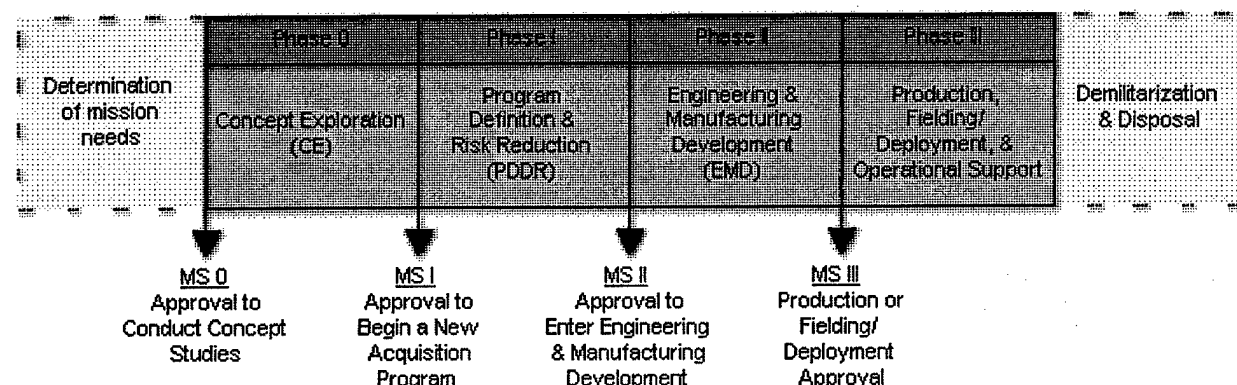 Phase 0
Phase I
Phase II
Phase III
Determination
of mission
needs
Concept Exploration
(CE)
Program
Definition &
Risk Reduction
(PDDR)
Engineering &
Manufacturing
Development
(EMD)
Production,
Fielding/
Deployment, &
Operational Support
Demilitarization
& Disposal
MS 0
Approval to
Conduct Concept
Studies
MS I
Approval to
Begin a New
Acquisition
Program
MS II
Approval to
Enter Engineering
& Manufacturing
Development
MS III
Production or
Fielding/
Deployment
Approval